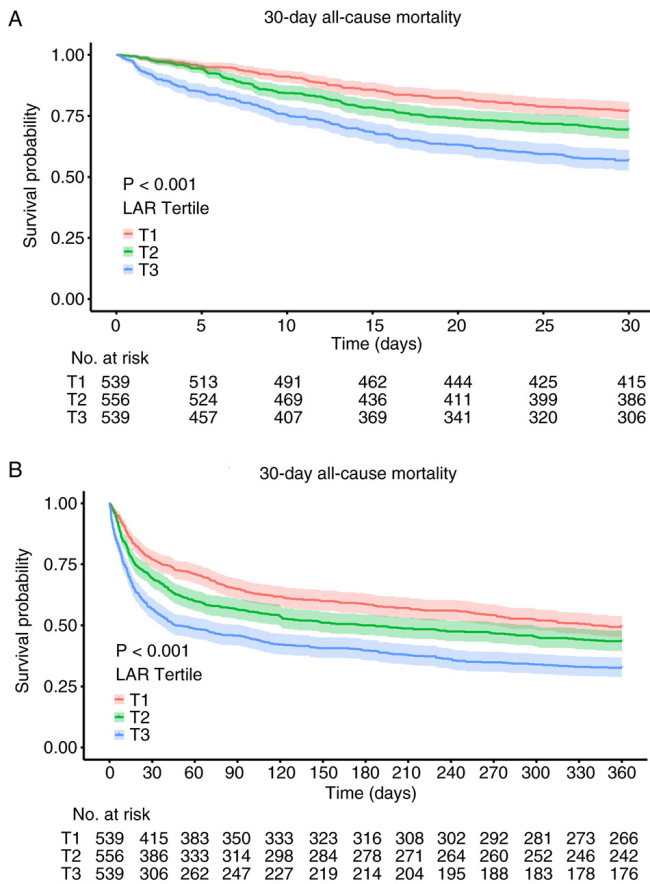 A
30-day all-cause mortality
Survival probability
1.00
0.75
0.50
0.25
0.00
P < 0.001
LAR Tertile
T1
T2
T3
0 5 10 15 20 25 30
Time (days)
No. at risk
T1 539 513 491 462 444 425 415
T2 556 524 469 436 411 399 386
T3 539 457 407 369 341 320 306
B
30-day all-cause mortality
Survival probability
1.00
0.75
0.50
0.25
0.00
P < 0.001
LAR Tertile
T1
T2
T3
0 30 60 90 120 150 180 210 240 270 300 330 360
Time (days)
No. at risk
T1 539 415 383 350 333 323 316 308 302 292 281 273 266
T2 556 386 333 314 298 284 278 271 264 260 252 246 242
T3 539 306 262 247 227 219 214 204 195 188 183 178 176